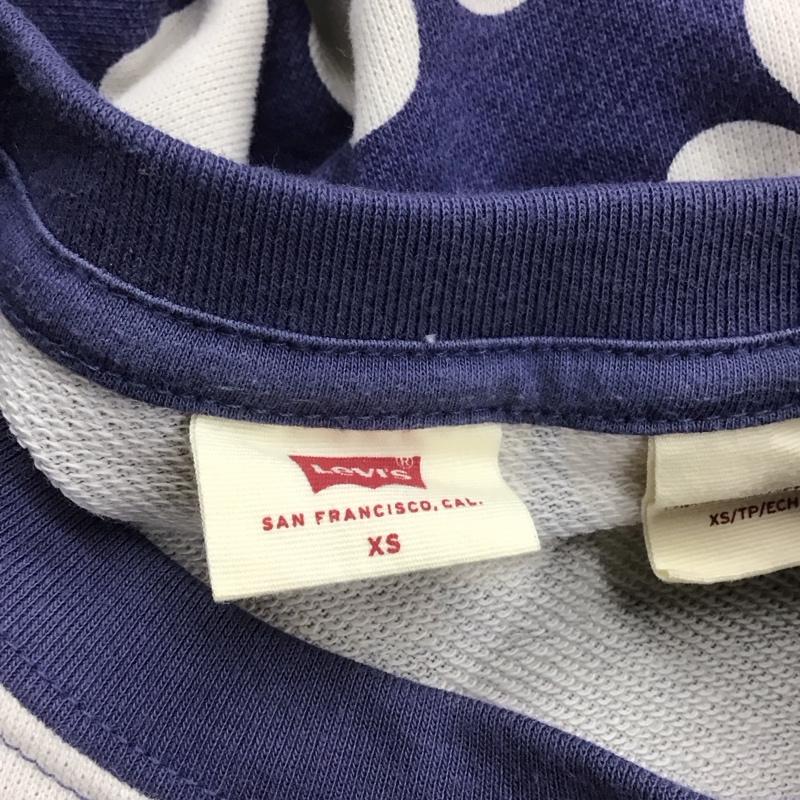 Levi's®
SAN FRANCISCO, CAL.
XS
XS/TP/ECH